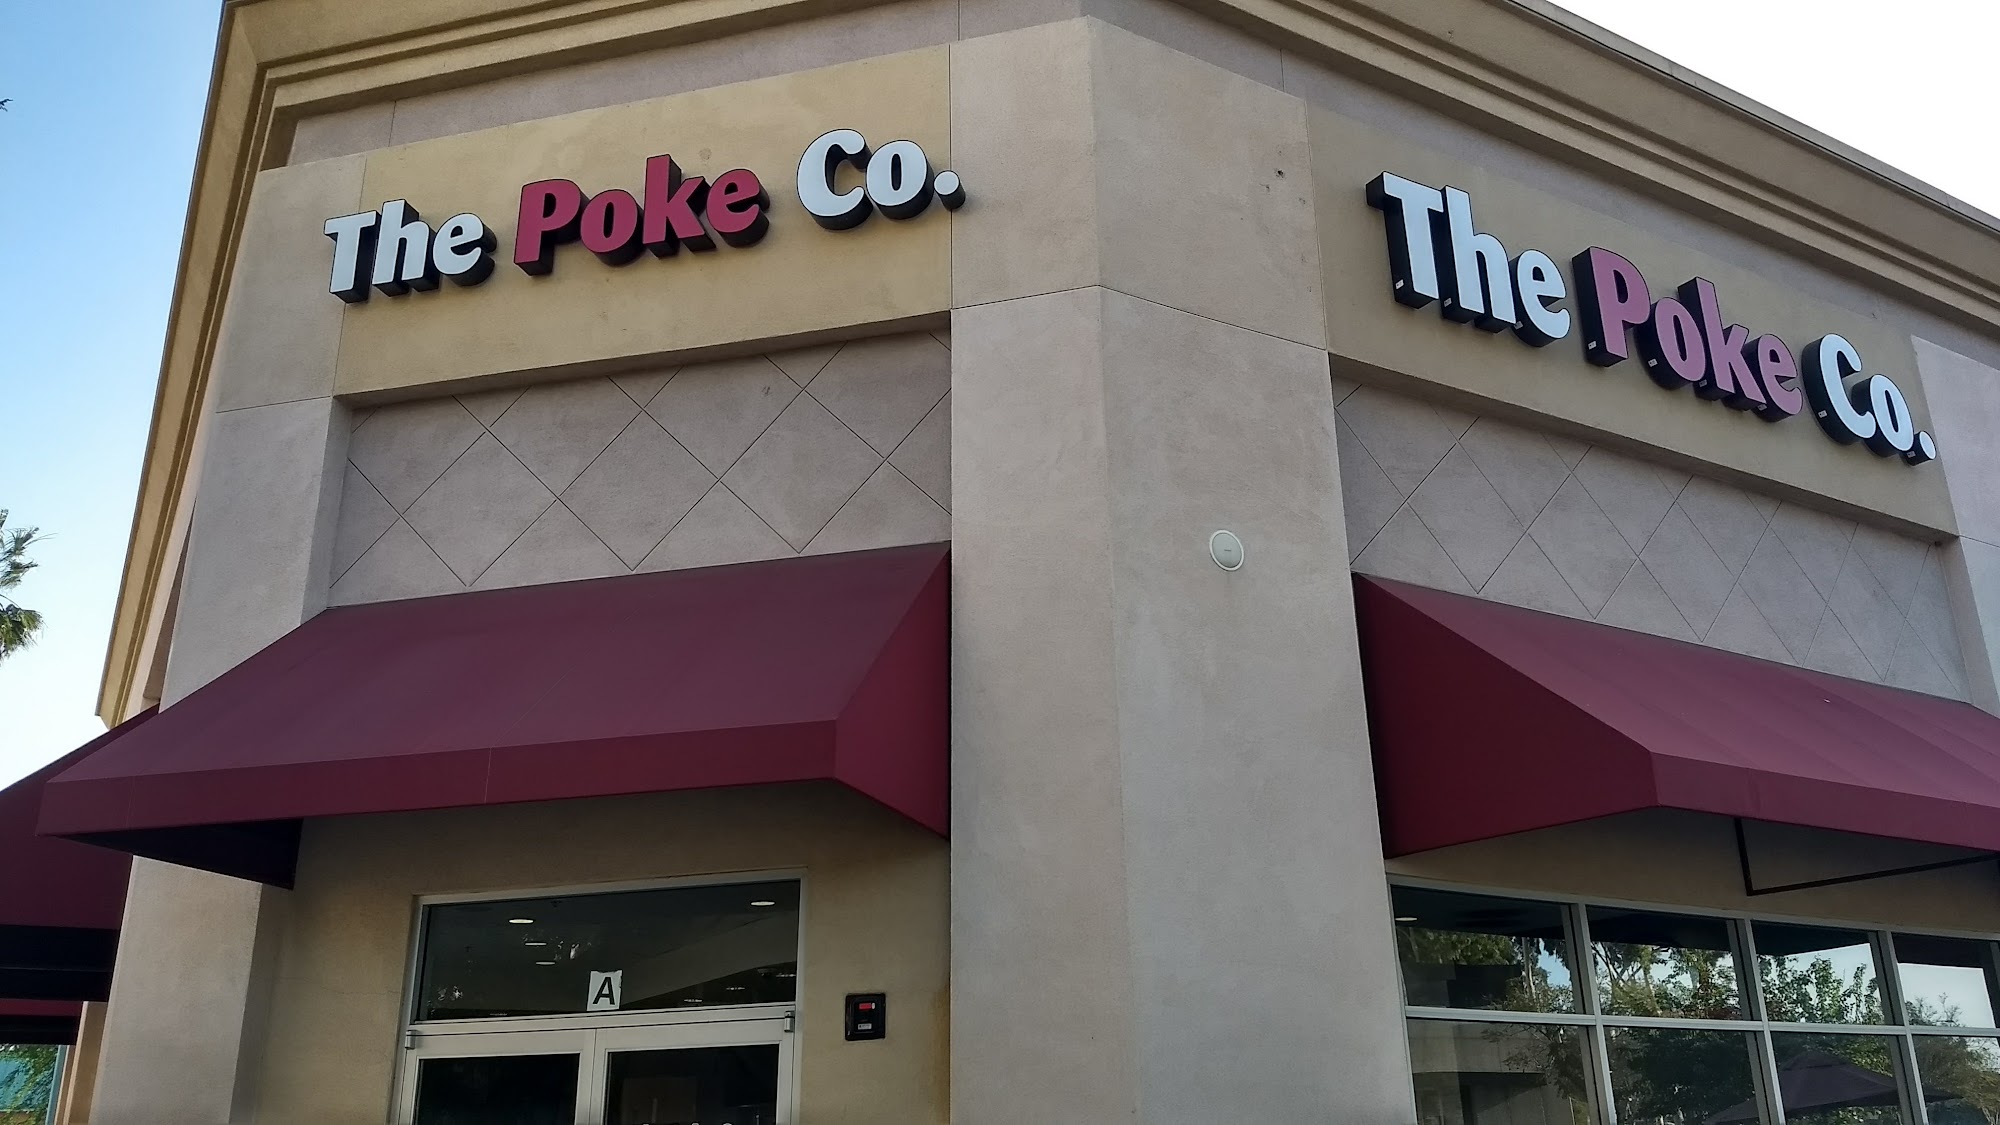 The Poke Co.
The Poke Co.
A